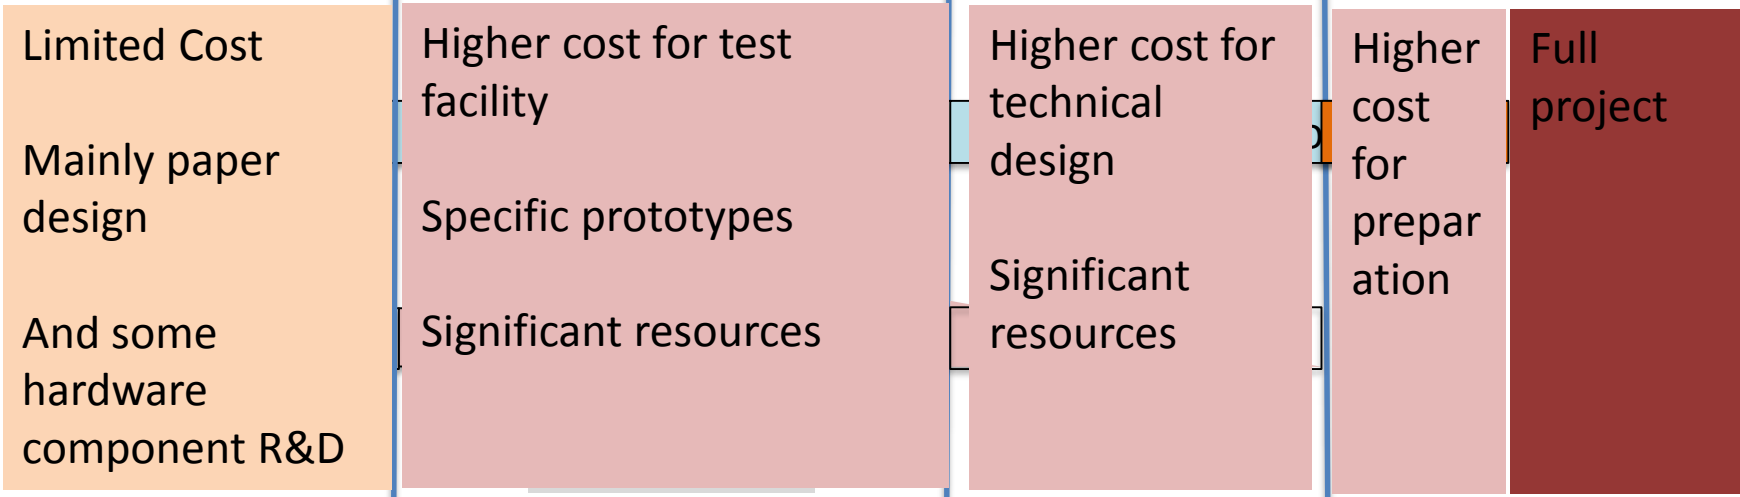 Limited Cost
Mainly paper
design
And some
hardware
component R&D
Higher cost for test
facility
Specific prototypes
Significant resources
Higher cost for
technical
design
Significant
resources
Higher
cost
for
prepar
ation
Full
project